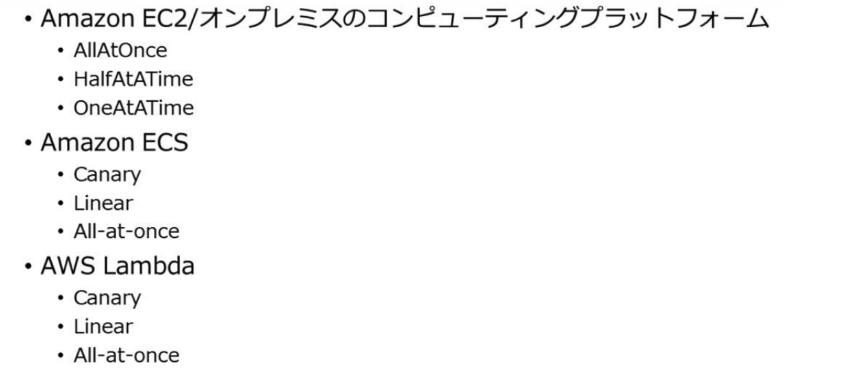 • Amazon EC2/オンプレミスのコンピューティングプラットフォーム
• AllAtOnce
• HalfAtATime
• OneAtATime
• Amazon ECS
• Canary
• Linear
• All-at-once
• AWS Lambda
• Canary
• Linear
• All-at-once